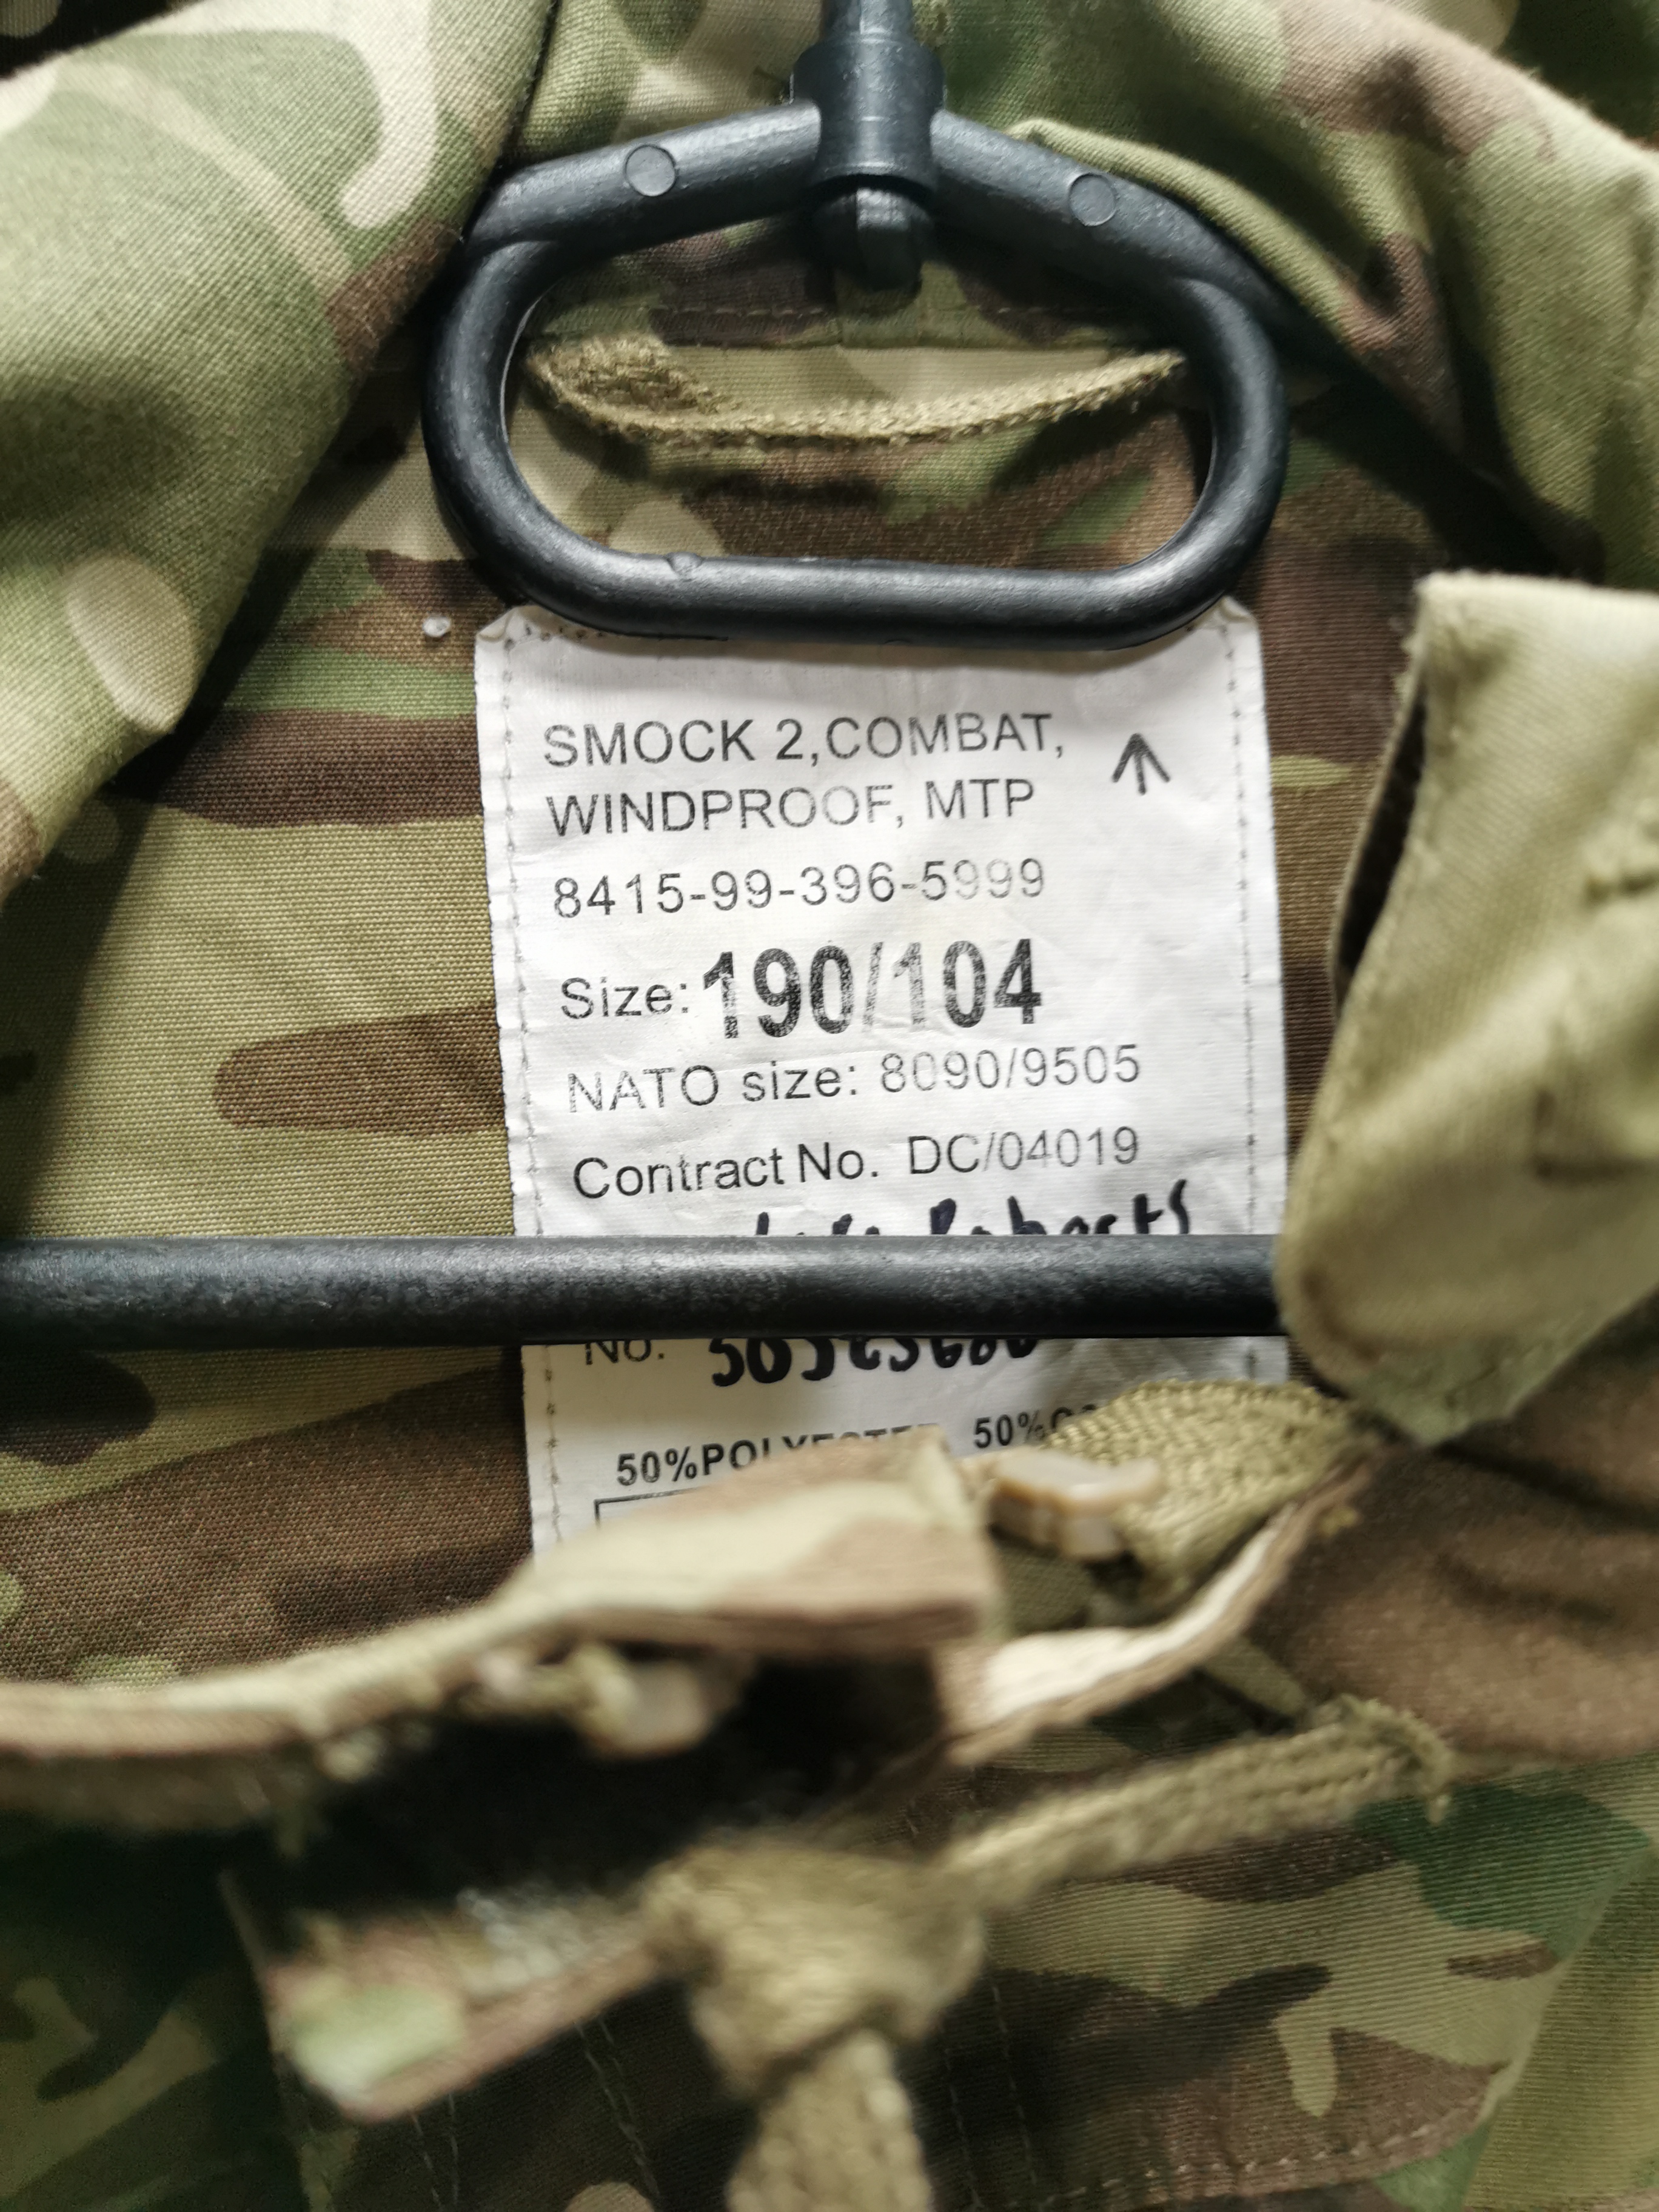 SMOCK 2,COMBAT,
WINDPROOF, MTP
8415-99-396-5999
Size: 190/104
NATO size: 8090/9505
Contract No. DC/04019
Roberts
No.
50%POLYESTER 50%